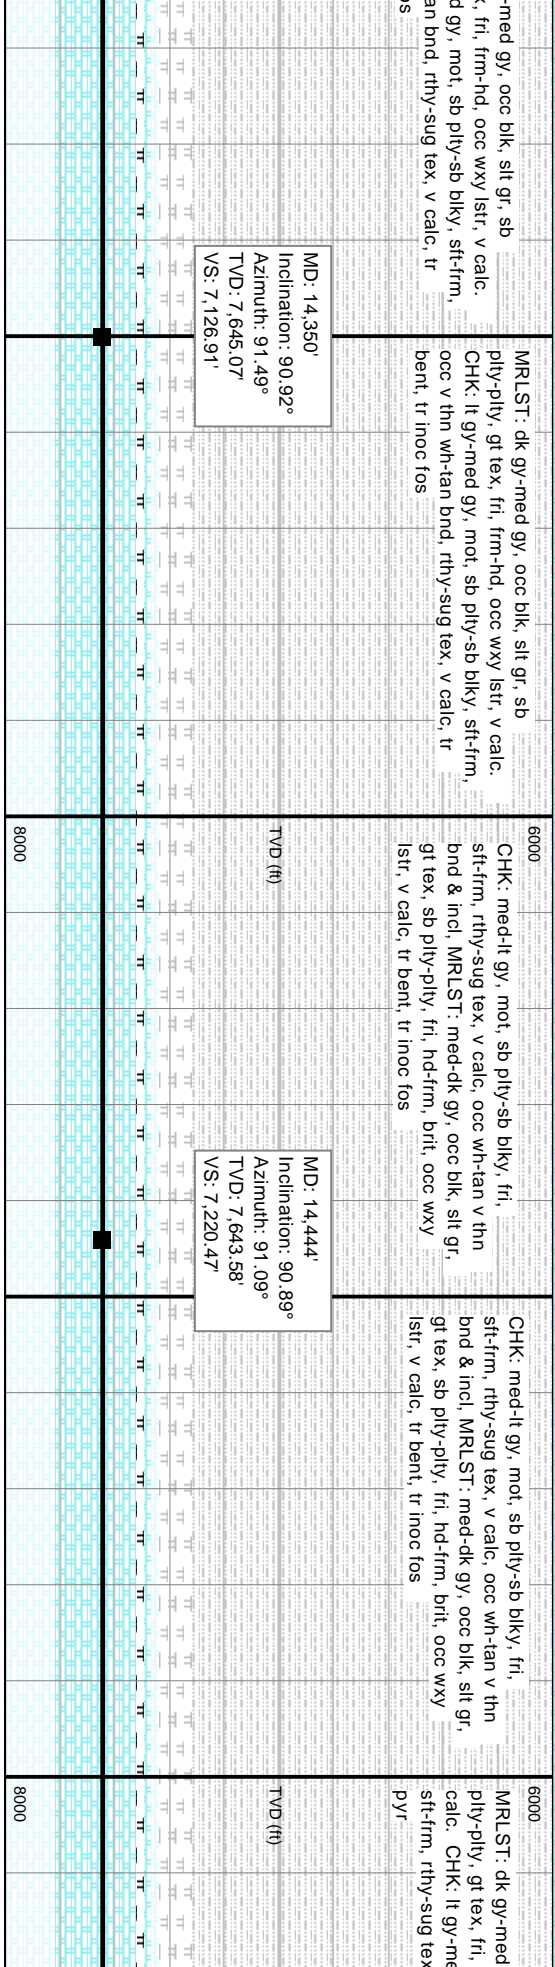 -med gy, occ blk, slt gr, sb
, fri, frm-hd, occ wxy lstr, v calc.
d gy, mot, sb plty-sb blky, sft-frm,
an bnd, rthy-sug tex, v calc, tr
os
MD: 14,350'
Inclination: 90.92°
Azimuth: 91.49°
TVD: 7,645.07'
VS: 7,126.91'
MRLST: dk gy-med gy, occ blk, slt gr, sb
plty-plty, gt tex, fri, frm-hd, occ wxy lstr, v calc.
CHK: lt gy-med gy, mot, sb plty-sb blky, sft-frm,
occ v thn wh-tan bnd, rthy-sug tex, v calc, tr
bent, tr inoc fos
6000
TVD (ft)
8000
CHK: med-lt gy, mot, sb plty-sb blky, fri,
sft-frm, rthy-sug tex, v calc, occ wh-tan v thn
bnd & incl, MRLST: med-dk gy, occ blk, slt gr,
gt tex, sb plty-plty, fri, hd-frm, brit, occ wxy
lstr, v calc, tr bent, tr inoc fos
MD: 14,444'
Inclination: 90.89°
Azimuth: 91.09°
TVD: 7,643.58'
VS: 7,220.47'
CHK: med-lt gy, mot, sb plty-sb blky, fri,
sft-frm, rthy-sug tex, v calc, occ wh-tan v thn
bnd & incl, MRLST: med-dk gy, occ blk, slt gr,
gt tex, sb plty-plty, fri, hd-frm, brit, occ wxy
lstr, v calc, tr bent, tr inoc fos
6000
TVD (ft)
8000
MRLST: dk gy-med
plty-plty, gt tex, fri,
calc. CHK: lt gy-me
sft-frm, rthy-sug tex
pyr